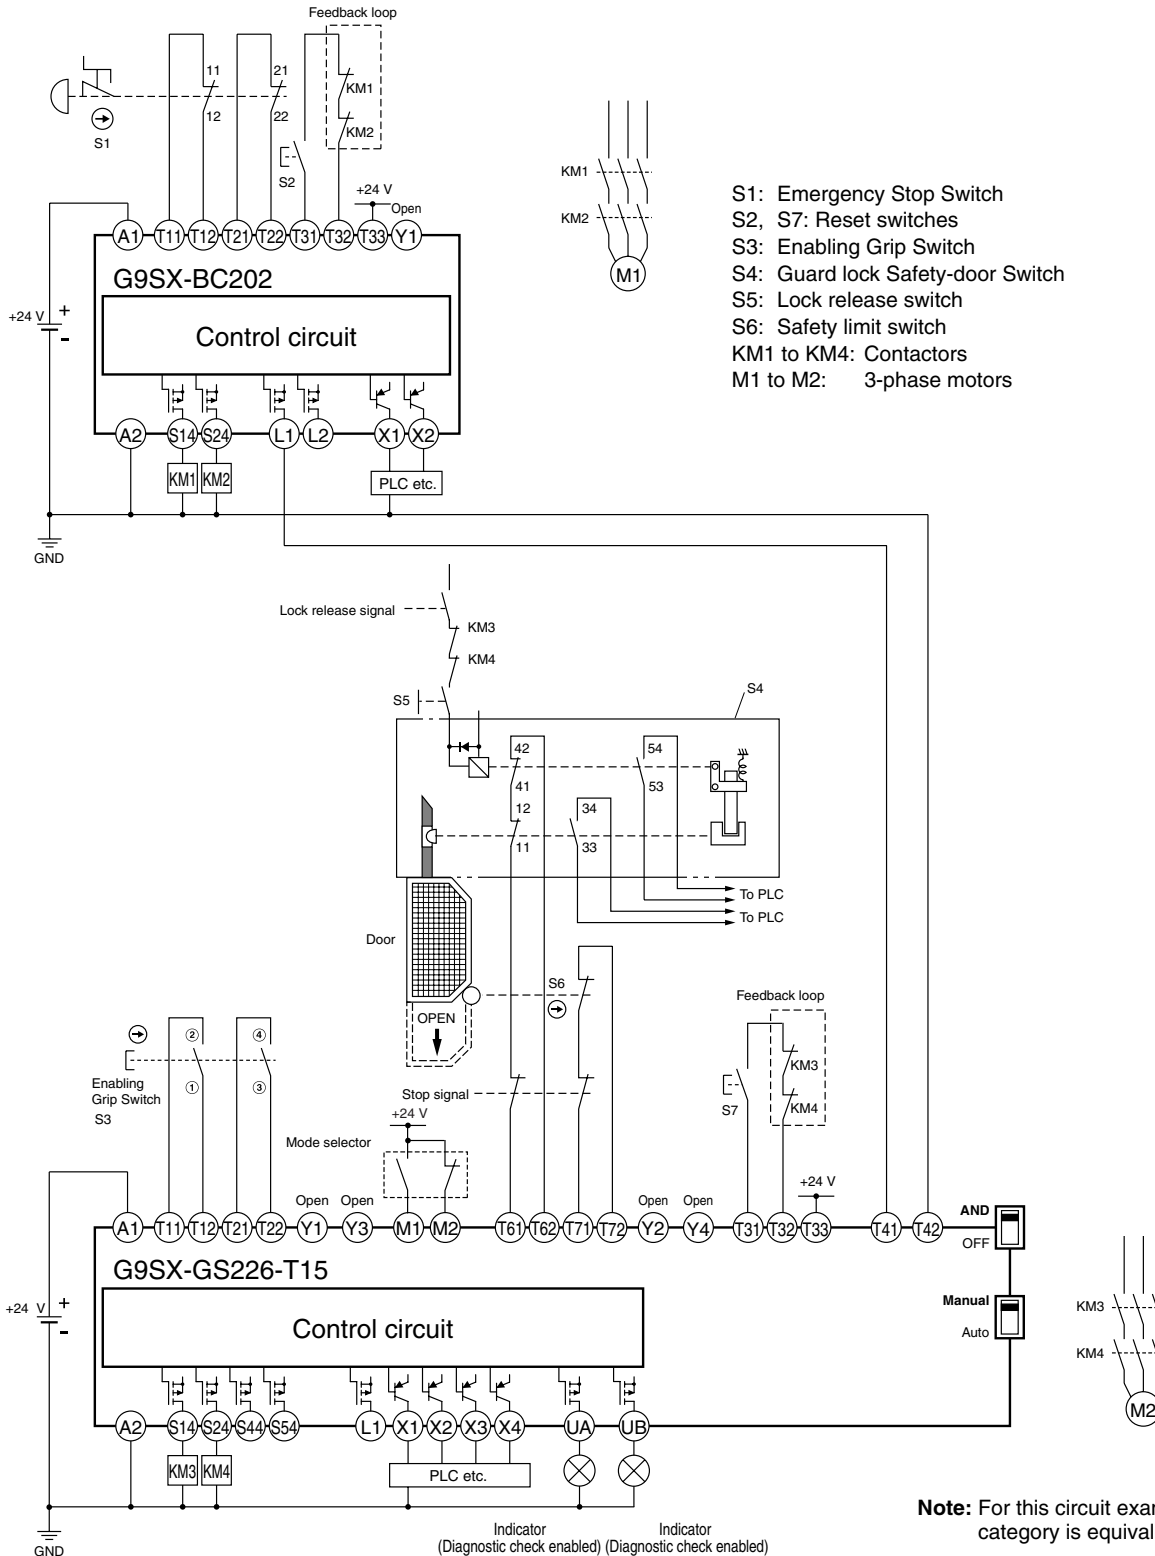 Feedback loop
11
21
KM1
12
22
KM2
S1
S2
+24 V
Open
A1 T11 T12 T21 T22 T31 T32 T33 Y1
G9SX-BC202
Control circuit
+24 V
+
-
A2 S14 S24 L1 L2 X1 X2
KM1 KM2
PLC etc.
GND
KM1
KM2
M1
S1: Emergency Stop Switch
S2, S7: Reset switches
S3: Enabling Grip Switch
S4: Guard lock Safety-door Switch
S5: Lock release switch
S6: Safety limit switch
KM1 to KM4: Contactors
M1 to M2: 3-phase motors
Lock release signal
KM3
KM4
S5
S4
42
54
41
53
12
34
11
33
To PLC
To PLC
Door
S6
OPEN
Feedback loop
KM3
KM4
S7
② ④
① ③
Enabling
Grip Switch
S3
Stop signal
+24 V
Mode selector
Open Open
Open Open
+24 V
A1 T11 T12 T21 T22 Y1 Y3 M1 M2 T61 T62 T71 T72 Y2 Y4 T31 T32 T33 T41 T42
AND
OFF
G9SX-GS226-T15
Control circuit
+24 V
+
-
Manual
Auto
KM3
KM4
M2
A2 S14 S24 S44 S54 L1 X1 X2 X3 X4 UA UB
KM3 KM4
PLC etc.
GND
Indicator
(Diagnostic check enabled)
Indicator
(Diagnostic check enabled)
Note: For this circuit exa
category is equival